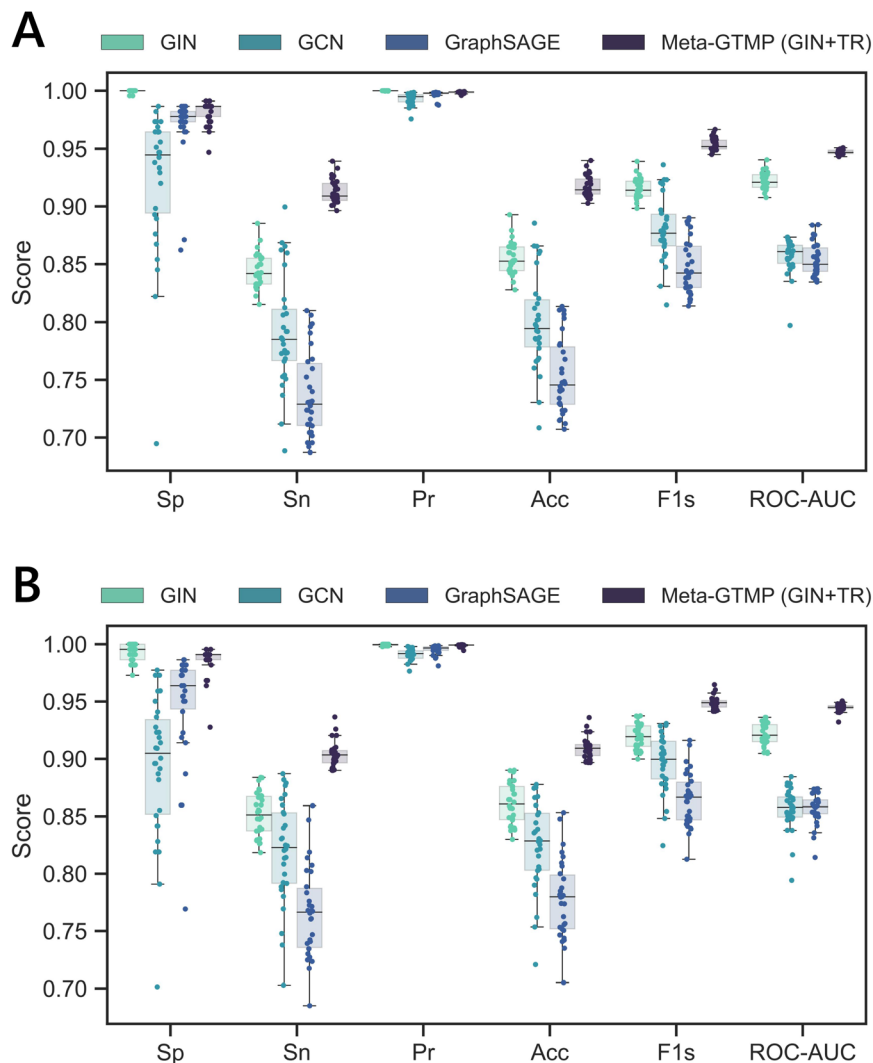 A
GIN GCN GraphSAGE Meta-GTMP (GIN+TR)
1.00
0.95
0.90
0.85
0.80
0.75
0.70
Score
Sp Sn Pr Acc F1s ROC-AUC
B
GIN GCN GraphSAGE Meta-GTMP (GIN+TR)
1.00
0.95
0.90
0.85
0.80
0.75
0.70
Score
Sp Sn Pr Acc F1s ROC-AUC